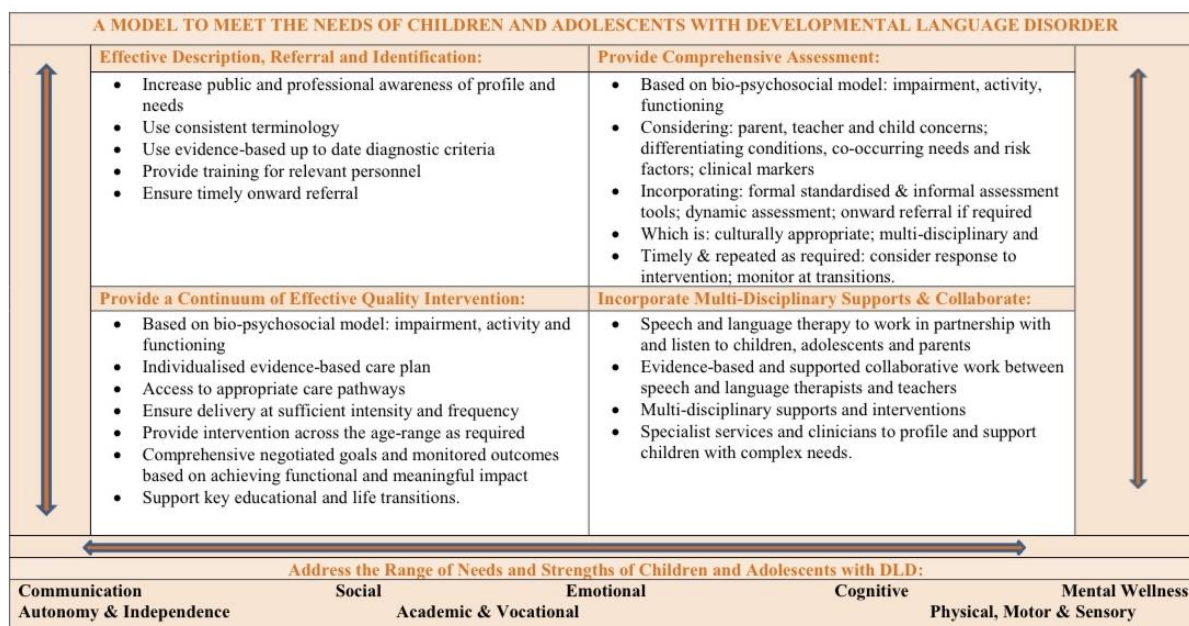 A MODEL TO MEET THE NEEDS OF CHILDREN AND ADOLESCENTS WITH DEVELOPMENTAL LANGUAGE DISORDER
Effective Description, Referral and Identification:
• Increase public and professional awareness of profile and
needs
• Use consistent terminology
• Use evidence-based up to date diagnostic criteria
• Provide training for relevant personnel
• Ensure timely onward referral
Provide Comprehensive Assessment:
• Based on bio-psychosocial model: impairment, activity,
functioning
• Considering: parent, teacher and child concerns;
differentiating conditions, co-occurring needs and risk
factors; clinical markers
• Incorporating: formal standardised & informal assessment
tools; dynamic assessment; onward referral if required
• Which is: culturally appropriate; multi-disciplinary and
• Timely & repeated as required: consider response to
intervention; monitor at transitions.
Provide a Continuum of Effective Quality Intervention:
• Based on bio-psychosocial model: impairment, activity and
functioning
• Individualised evidence-based care plan
• Access to appropriate care pathways
• Ensure delivery at sufficient intensity and frequency
• Provide intervention across the age-range as required
• Comprehensive negotiated goals and monitored outcomes
based on achieving functional and meaningful impact
• Support key educational and life transitions.
Incorporate Multi-Disciplinary Supports & Collaborate:
• Speech and language therapy to work in partnership with
and listen to children, adolescents and parents
• Evidence-based and supported collaborative work between
speech and language therapists and teachers
• Multi-disciplinary supports and interventions
• Specialist services and clinicians to profile and support
children with complex needs.
Address the Range of Needs and Strengths of Children and Adolescents with DLD:
Communication Social Emotional Cognitive Mental Wellness
Autonomy & Independence Academic & Vocational Physical, Motor & Sensory